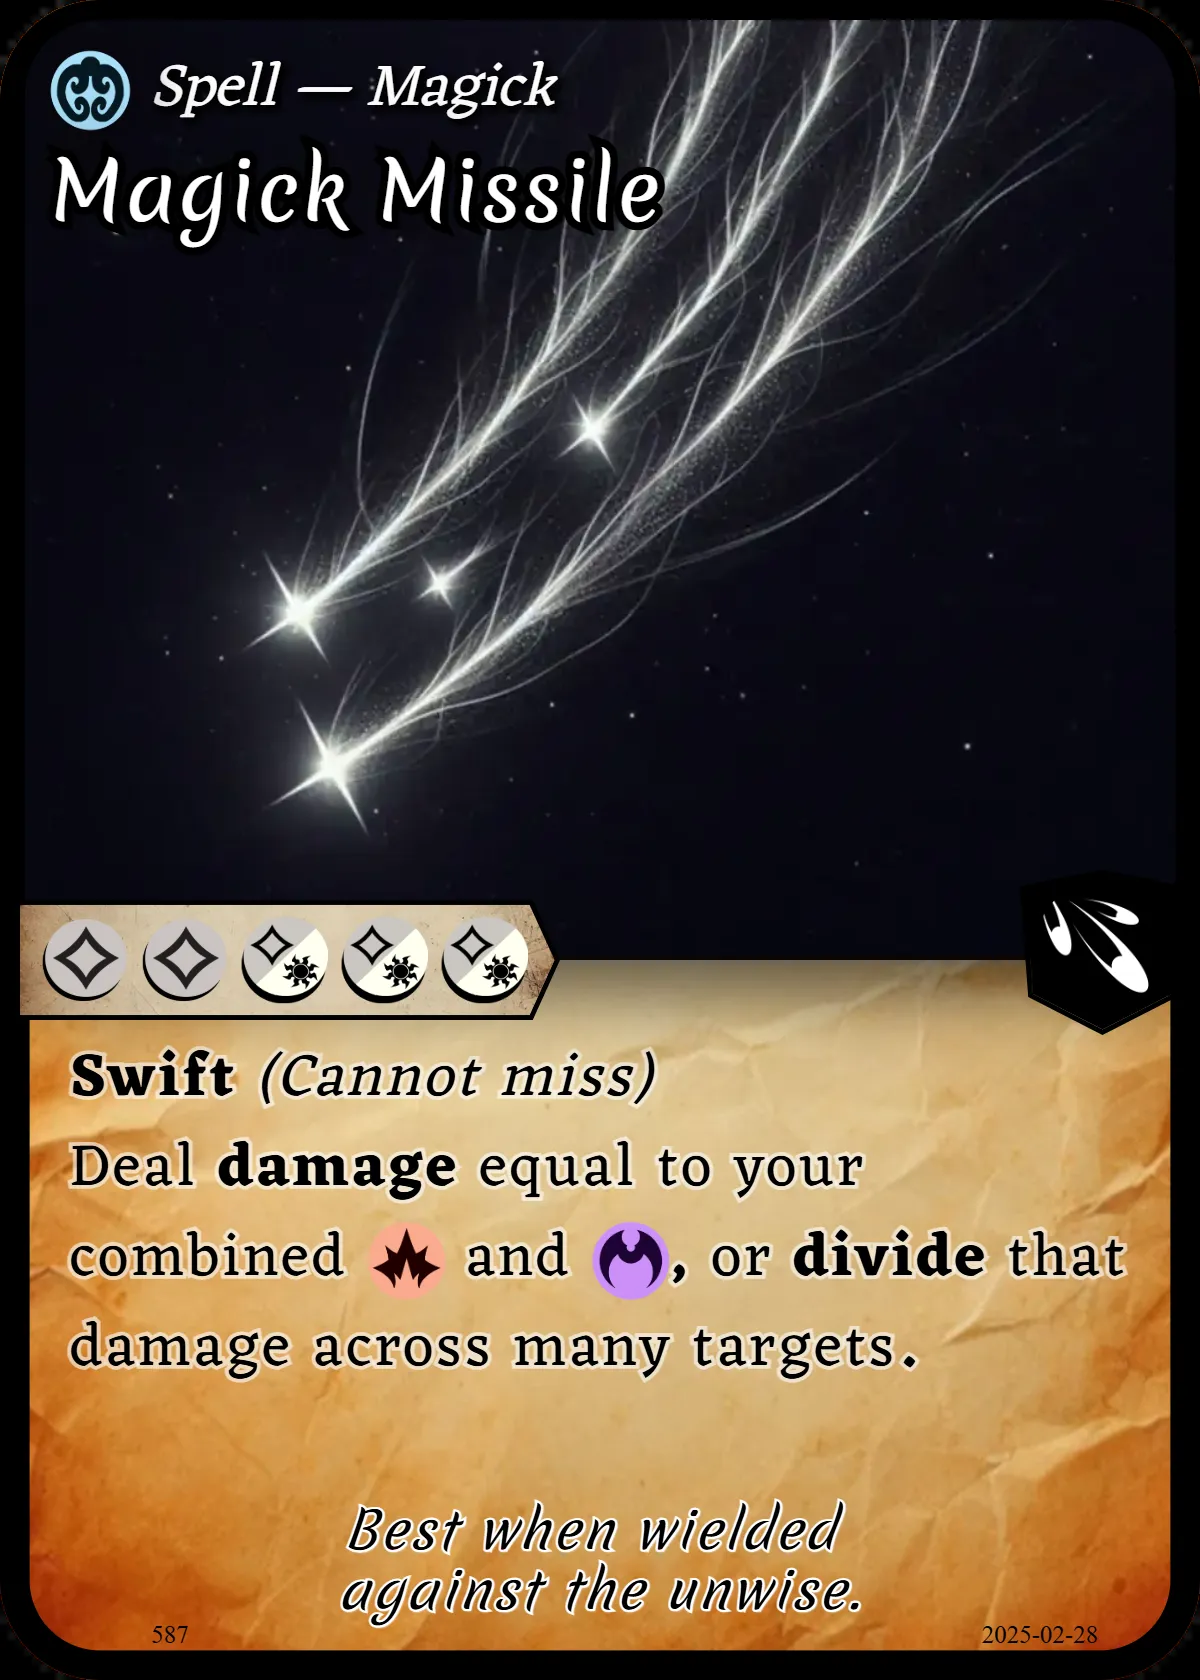 Spell — Magick
Magick Missile
Swift (Cannot miss)
Deal damage equal to your
combined and , or divide that
damage across many targets.
Best when wielded
against the unwise.
587
2025-02-28